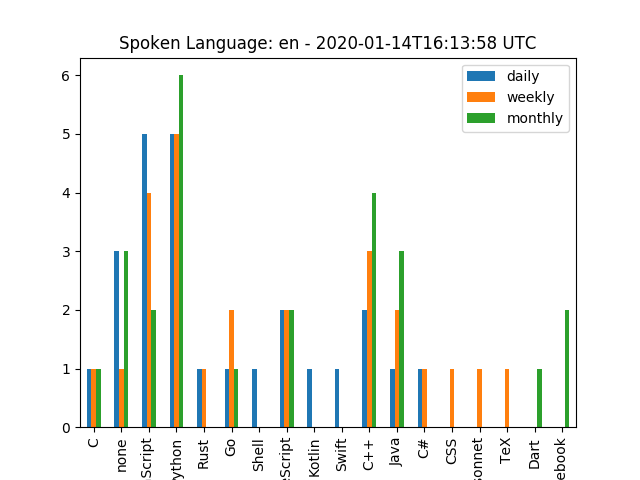 Spoken Language: en - 2020-01-14T16:13:58 UTC
daily
weekly
monthly
6
5
4
3
2
1
0
C
none
Script
ython
Rust
Go
Shell
eScript
Kotlin
Swift
C++
Java
C#
CSS
sonnet
TeX
Dart
ebook